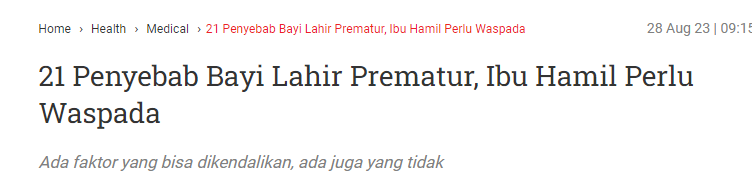 Home › Health › Medical › 21 Penyebab Bayi Lahir Prematur, Ibu Hamil Perlu Waspada 28 Aug 23 | 09:15
21 Penyebab Bayi Lahir Prematur, Ibu Hamil Perlu
Waspada
Ada faktor yang bisa dikendalikan, ada juga yang tidak